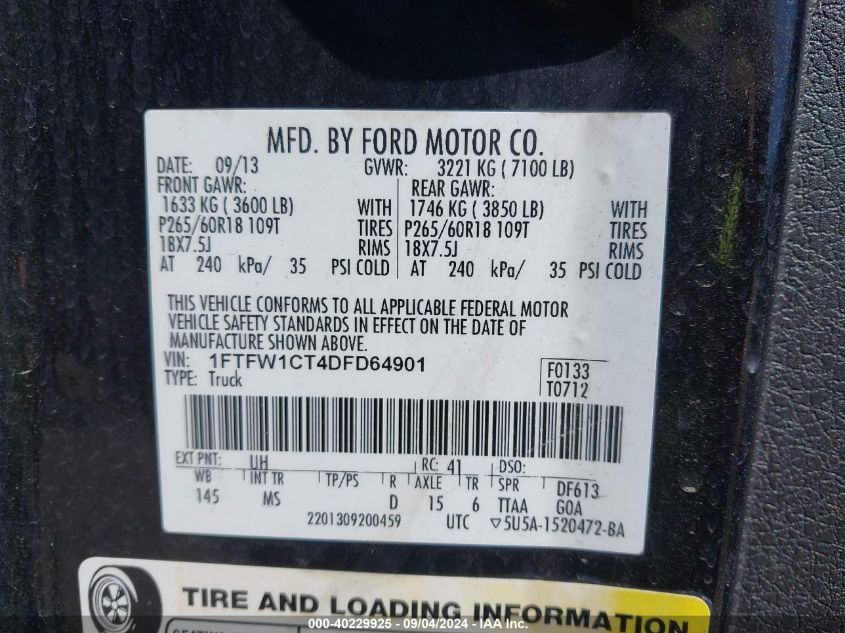 MFD. BY FORD MOTOR CO.
DATE: 09/13 GVWR: 3221 KG ( 7100 LB)
FRONT GAWR: REAR GAWR:
1633 KG ( 3600 LB) WITH 1746 KG ( 3850 LB) WITH
P265/60R18 109T TIRES P265/60R18 109T TIRES
18X7.5J RIMS 18X7.5J RIMS
AT 240 kPa/ 35 PSI COLD AT 240 kPa/ 35 PSI COLD
THIS VEHICLE CONFORMS TO ALL APPLICABLE FEDERAL MOTOR
VEHICLE SAFETY STANDARDS IN EFFECT ON THE DATE OF
MANUFACTURE SHOWN ABOVE.
VIN: 1FTFW1CT4DFD64901 F0133
TYPE: Truck T0712
EXT PNT: UH RC: 41 DSO:
WB INT TR TP/PS R AXLE TR SPR DF613
145 MS D 15 6 TTAA G0A
2201309200459 UTC ▽5U5A-1520472-BA
TIRE AND LOADING INFORMATION
000-40229925 - 09/04/2024 - IAA Inc.